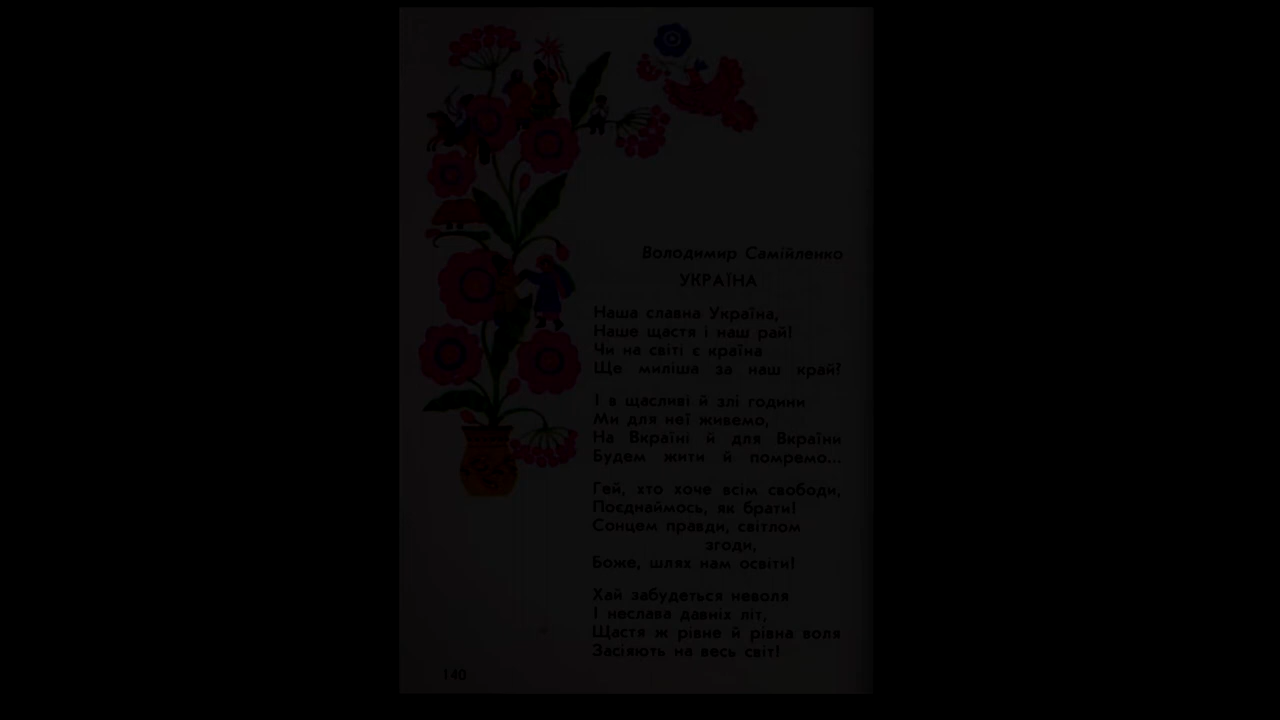 Володимир Самійленко
УКРАЇНА
Наша славна Україна,
Наше щастя і наш рай!
Чи на світі є країна
Ще миліша за наш край?
І в щасливі й злі години
Ми для неї живемо,
На Вкраїні й для Вкраїни
Будем жити й помремо...
Гей, хто хоче всім свободи,
Поєднаймось, як брати!
Сонцем правди, світлом
згоди,
Боже, шлях нам освіти!
Хай забудеться неволя
І неслава давніх літ,
Щастя ж рівне й рівна воля
Засіяють на весь світ!
140